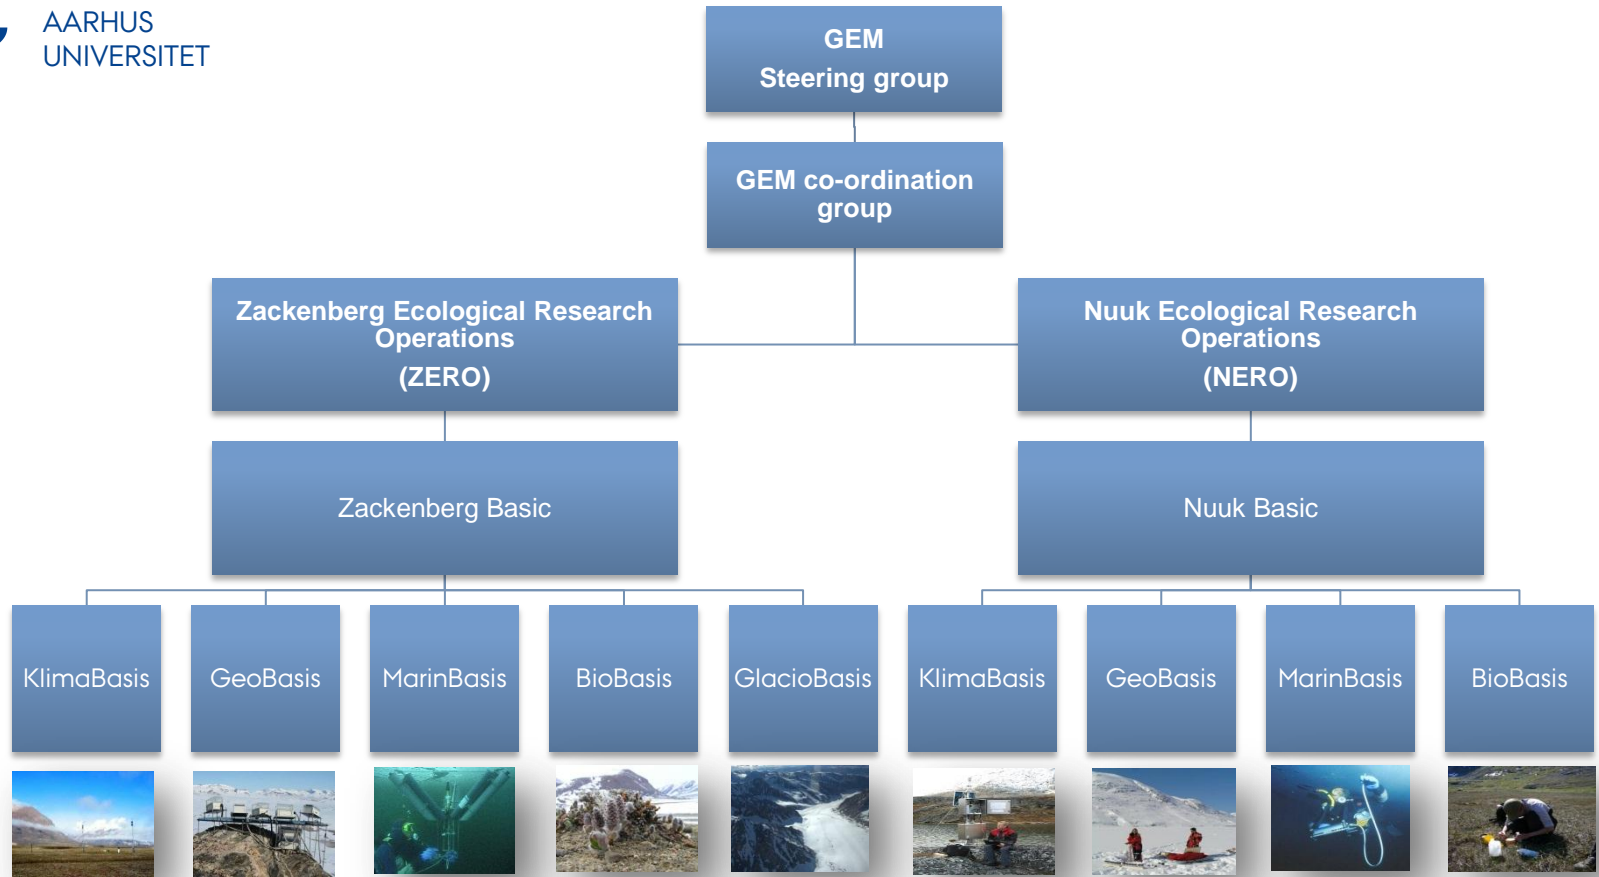 AARHUS
UNIVERSITET
GEM
Steering group
GEM co-ordination
group
Zackenberg Ecological Research
Operations
(ZERO)
Nuuk Ecological Research
Operations
(NERO)
Zackenberg Basic
Nuuk Basic
KlimaBasis
GeoBasis
MarinBasis
BioBasis
GlacioBasis
KlimaBasis
GeoBasis
MarinBasis
BioBasis